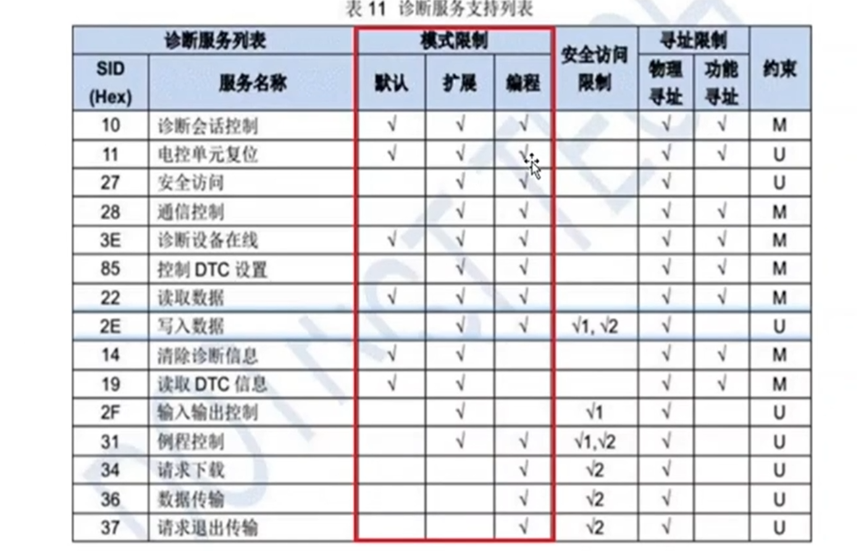 表 11 诊断服务支持列表
诊断服务列表 模式限制 安全访问限制 寻址限制 约束
SID (Hex) 服务名称 默认 扩展 编程 物理寻址 功能寻址
10 诊断会话控制 √ √ √ √ √ M
11 电控单元复位 √ √ √ √ √ U
27 安全访问 √ √ √ U
28 通信控制 √ √ √ √ M
3E 诊断设备在线 √ √ √ √ √ M
85 控制 DTC 设置 √ √ √ √ M
22 读取数据 √ √ √ √ √ M
2E 写入数据 √ √ √1, √2 √ U
14 清除诊断信息 √ √ √ √ M
19 读取 DTC 信息 √ √ √ √ M
2F 输入输出控制 √ √1 √ U
31 例程控制 √ √ √1,√2 √ U
34 请求下载 √ √2 √ U
36 数据传输 √ √2 √ U
37 请求退出传输 √ √2 √ U